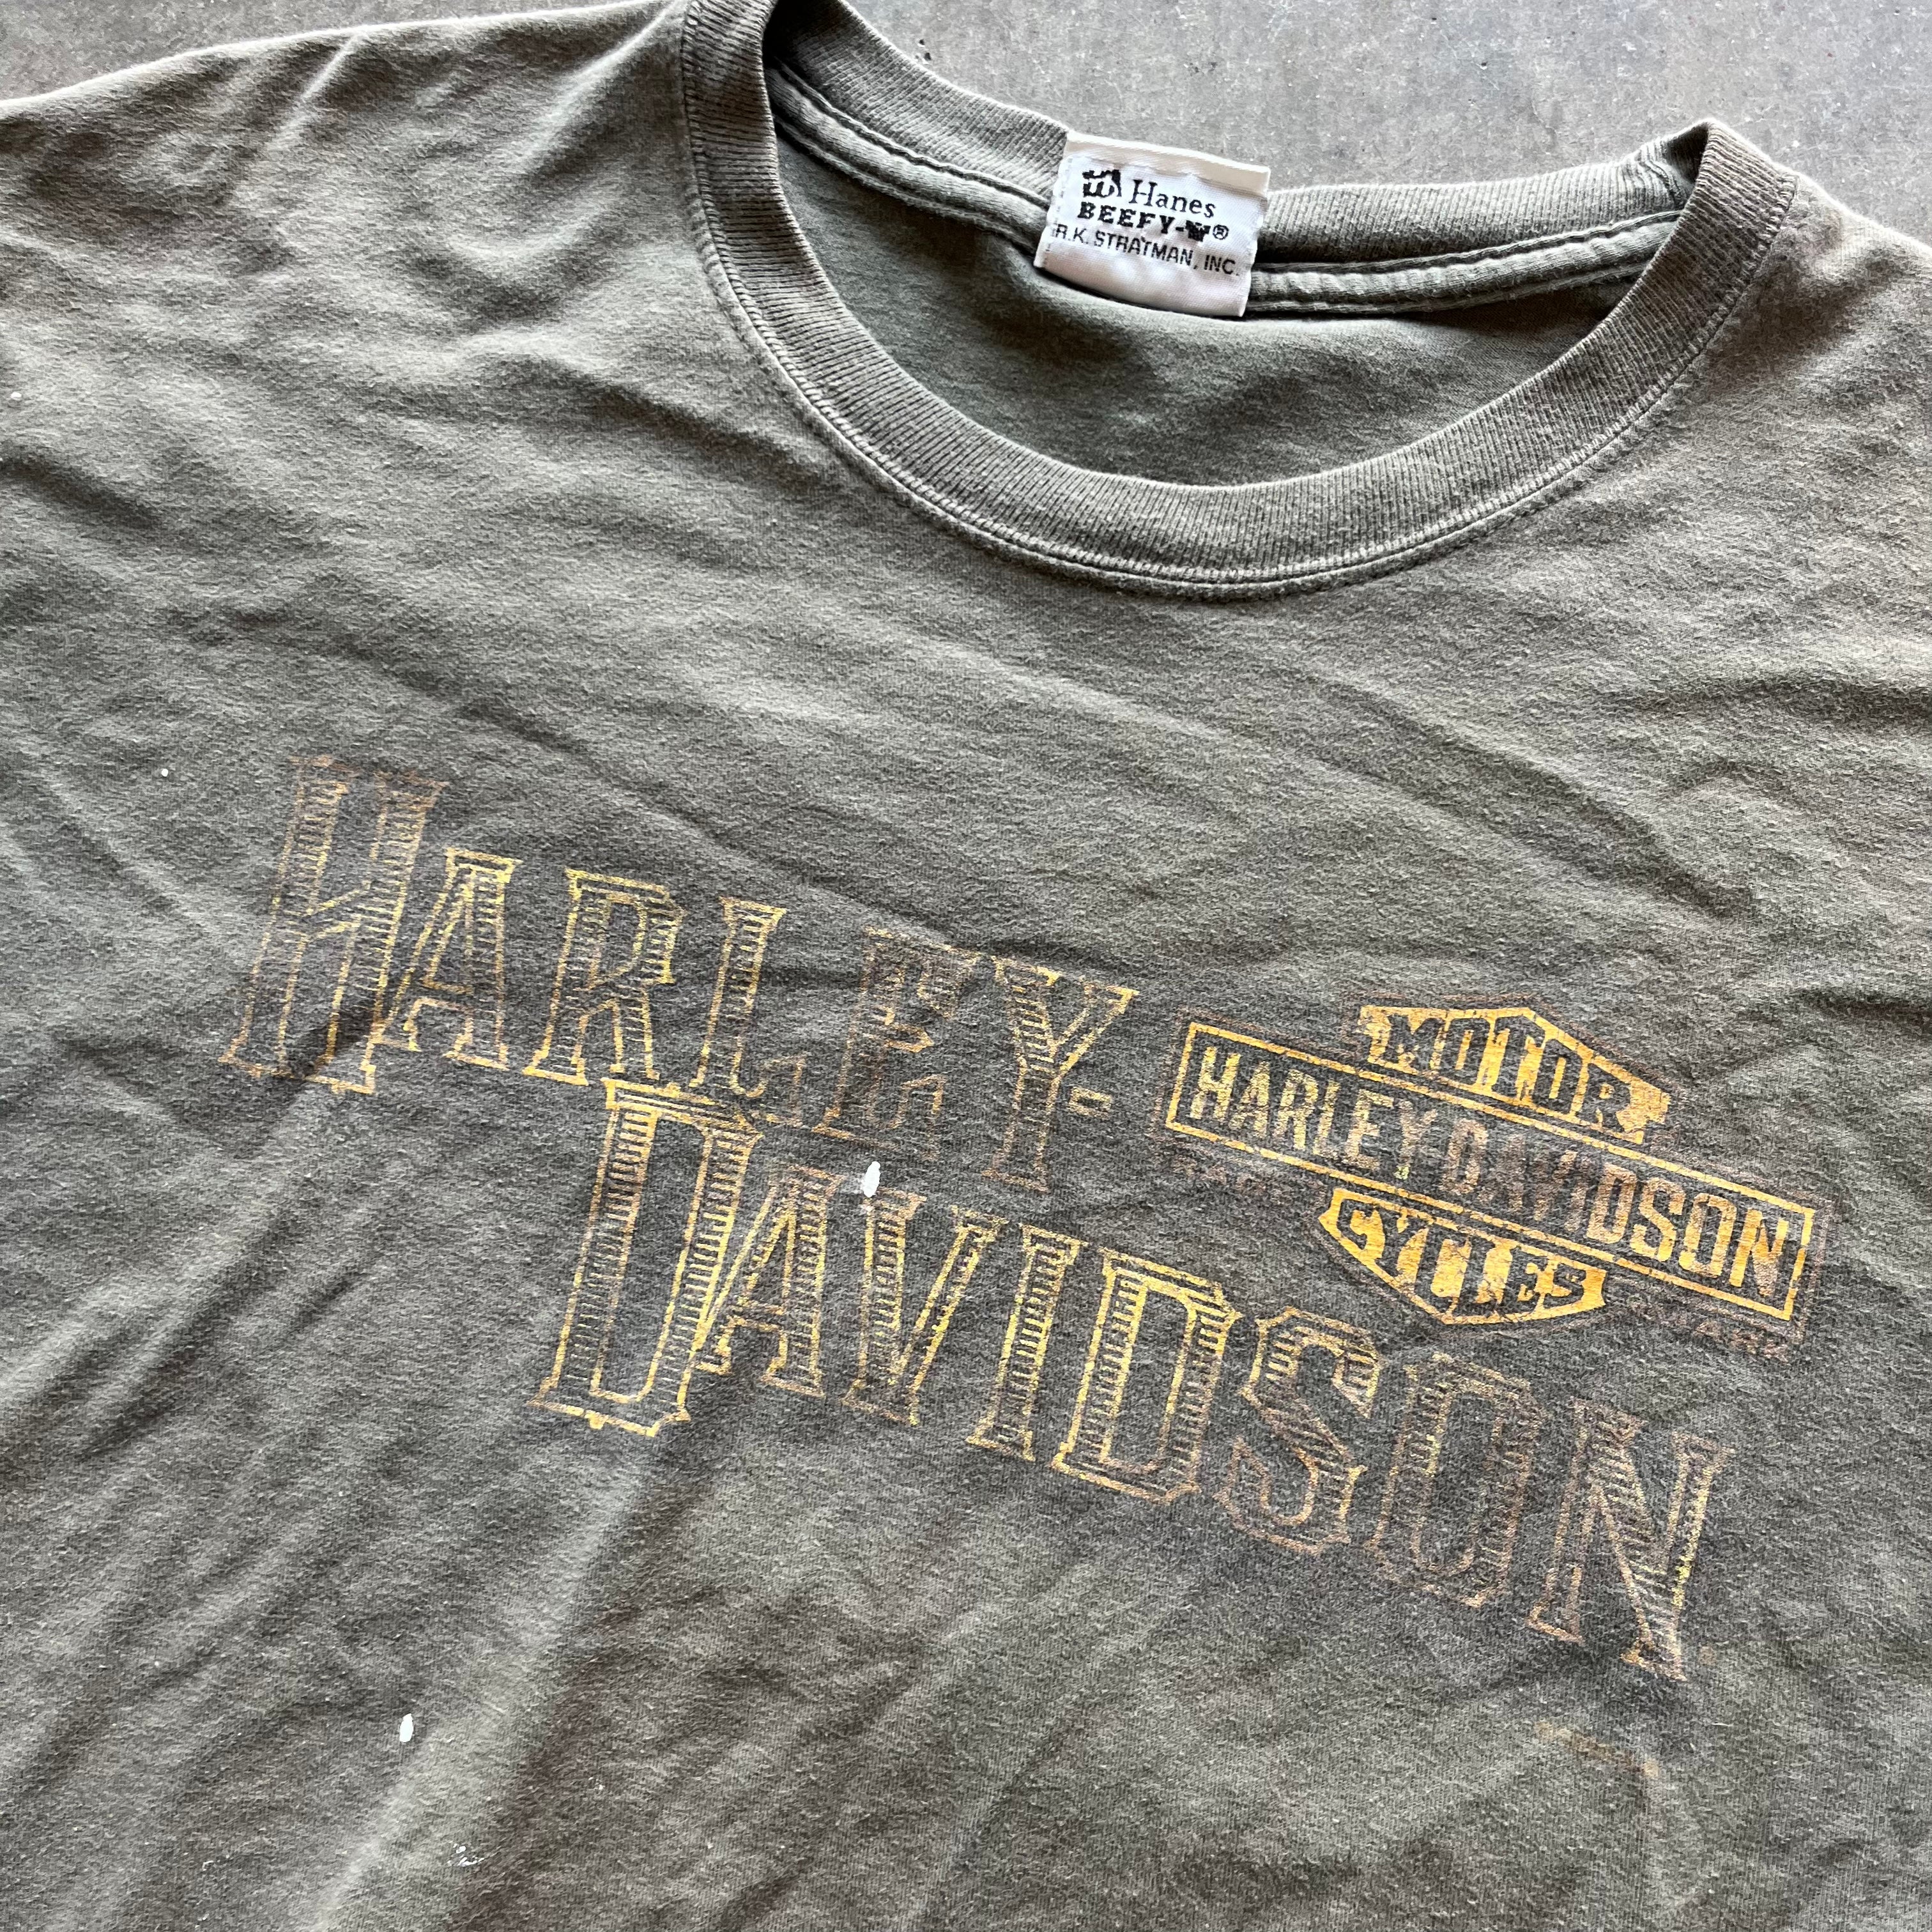 Hanes
BEEFY-T®
R.K. STRATMAN, INC.
HARLEY-
DAVIDSON
MOTOR
HARLEY-DAVIDSON
CYCLES